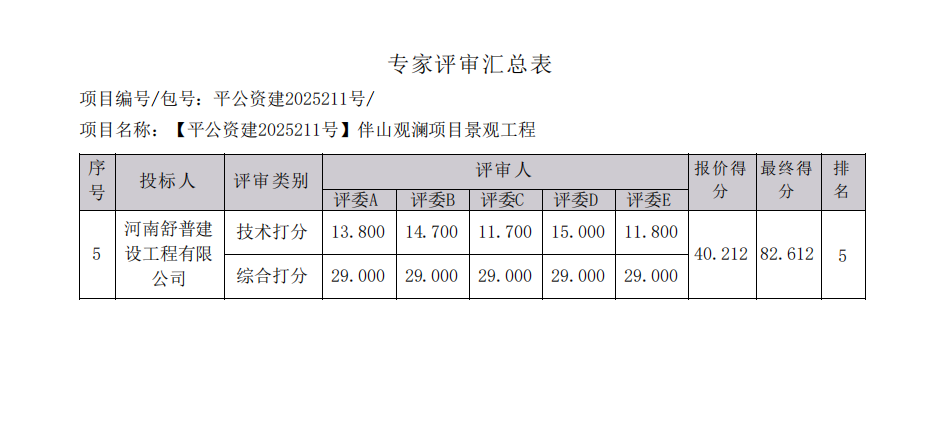 专家评审汇总表
项目编号/包号：平公资建2025211号/
项目名称：【平公资建2025211号】伴山观澜项目景观工程
序号 投标人 评审类别 评审人 报价得分 最终得分 排名
评委A 评委B 评委C 评委D 评委E
5 河南舒普建设工程有限公司 技术打分 13.800 14.700 11.700 15.000 11.800 40.212 82.612 5
综合打分 29.000 29.000 29.000 29.000 29.000